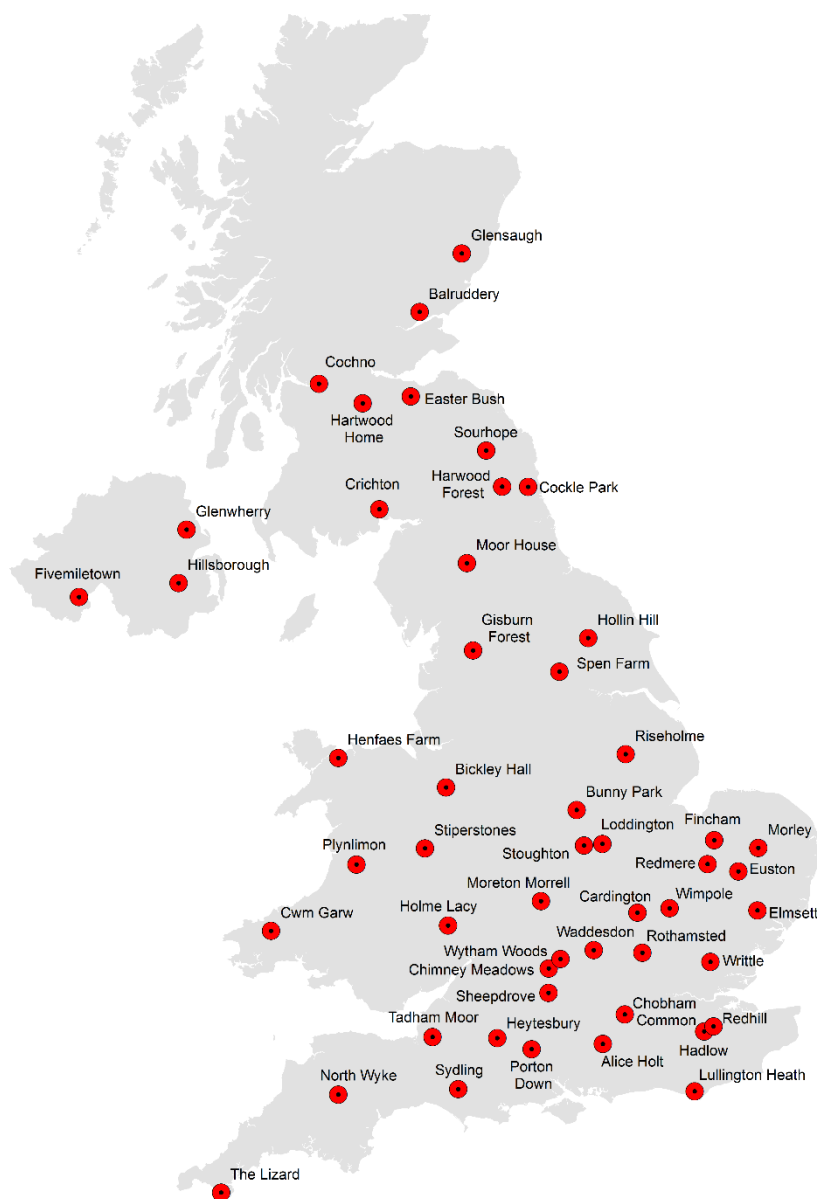 Glensaugh
Balruddery
Cochno
Easter Bush
Hartwood
Home
Sourhope
Harwood
Forest
Cockle Park
Crichton
Glenwherry
Moor House
Hillsborough
Fivemiletown
Gisburn
Forest
Hollin Hill
Spen Farm
Henfaes Farm
Riseholme
Bickley Hall
Bunny Park
Stiperstones
Loddington
Fincham
Morley
Stoughton
Plynlimon
Redmere
Euston
Moreton Morrell
Cardington
Wimpole
Elmsett
Cwm Garw
Holme Lacy
Waddesdon
Rothamsted
Wytham Woods
Chimney Meadows
Writtle
Sheepdrove
Chobham
Common
Redhill
Tadham Moor
Heytesbury
Hadlow
Alice Holt
Porton
Down
North Wyke
Sydling
Lullington Heath
The Lizard